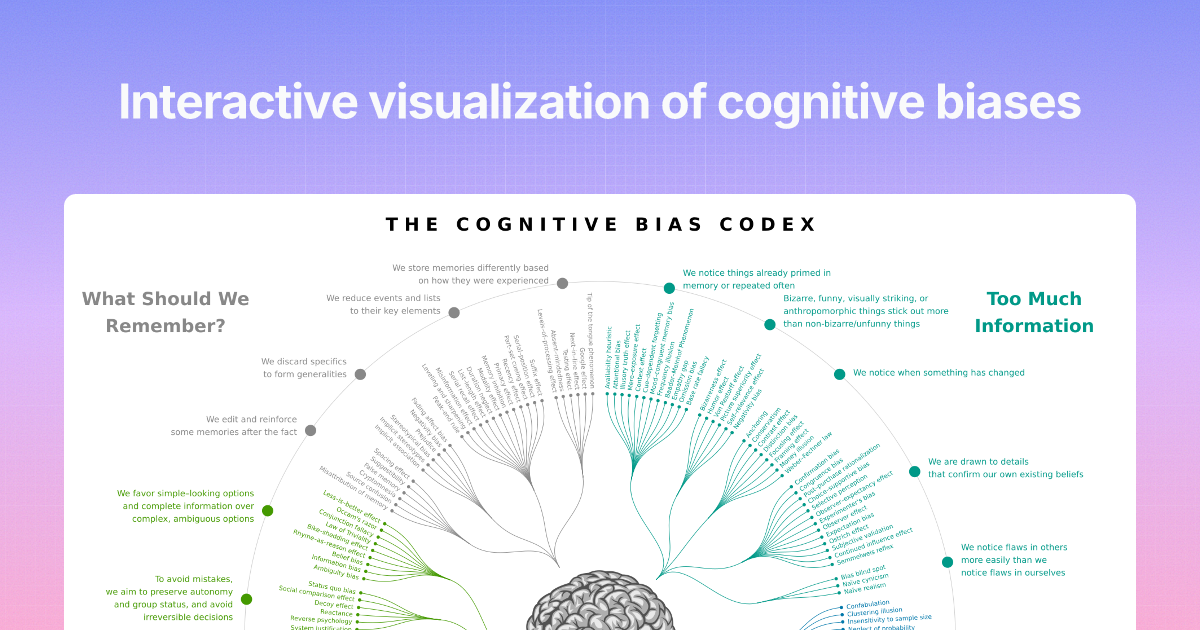 Interactive visualization of cognitive biases
THE COGNITIVE BIAS CODEX
What Should We
Remember?
Too Much
Information
We store memories differently based
on how they were experienced
We reduce events and lists
to their key elements
We discard specifics
to form generalities
We edit and reinforce
some memories after the fact
We favor simple-looking options
and complete information over
complex, ambiguous options
To avoid mistakes,
we aim to preserve autonomy
and group status, and avoid
irreversible decisions
We notice things already primed in
memory or repeated often
Bizarre, funny, visually striking, or
anthropomorphic things stick out more
than non-bizarre/unfunny things
We notice when something has changed
We are drawn to details
that confirm our own existing beliefs
We notice flaws in others
more easily than we
notice flaws in ourselves
Tip of the tongue phenomenon
Google effect
Next-in-line effect
Testing effect
Absent-mindedness
Levels-of-processing effect
Suffix effect
Serial-position effect
Part-set cueing effect
Recency effect
Primacy effect
Memory inhibition
Modality effect
Duration neglect
List-length effect
Serial recall effect
Misinformation effect
Leveling and sharpening
Peak-end rule
Fading affect bias
Negativity bias
Prejudice
Stereotypical bias
Implicit stereotypes
Implicit association
Spacing effect
Suggestibility
False memory
Cryptomnesia
Source confusion
Misattribution of memory
Less-is-better effect
Occam's razor
Conjunction fallacy
Law of Triviality
Bike-shedding effect
Rhyme-as-reason effect
Belief bias
Information bias
Ambiguity bias
Status quo bias
Social comparison effect
Decoy effect
Reactance
Reverse psychology
System justification
Availability heuristic
Attentional bias
Illusory truth effect
Mere-exposure effect
Context effect
Cue-dependent forgetting
Mood-congruent memory bias
Frequency illusion
Baader-Meinhof Phenomenon
Empathy gap
Omission bias
Base rate fallacy
Bizarreness effect
Humor effect
Von Restorff effect
Picture superiority effect
Self-relevance effect
Negativity bias
Anchoring
Conservatism
Contrast effect
Distinction bias
Focusing effect
Framing effect
Money illusion
Weber–Fechner law
Confirmation bias
Congruence bias
Post-purchase rationalization
Choice-supportive bias
Selective perception
Observer-expectancy effect
Experimenter's bias
Observer effect
Expectation bias
Ostrich effect
Subjective validation
Continued influence effect
Semmelweis reflex
Bias blind spot
Naïve cynicism
Naïve realism
Confabulation
Clustering illusion
Insensitivity to sample size
Neglect of probability